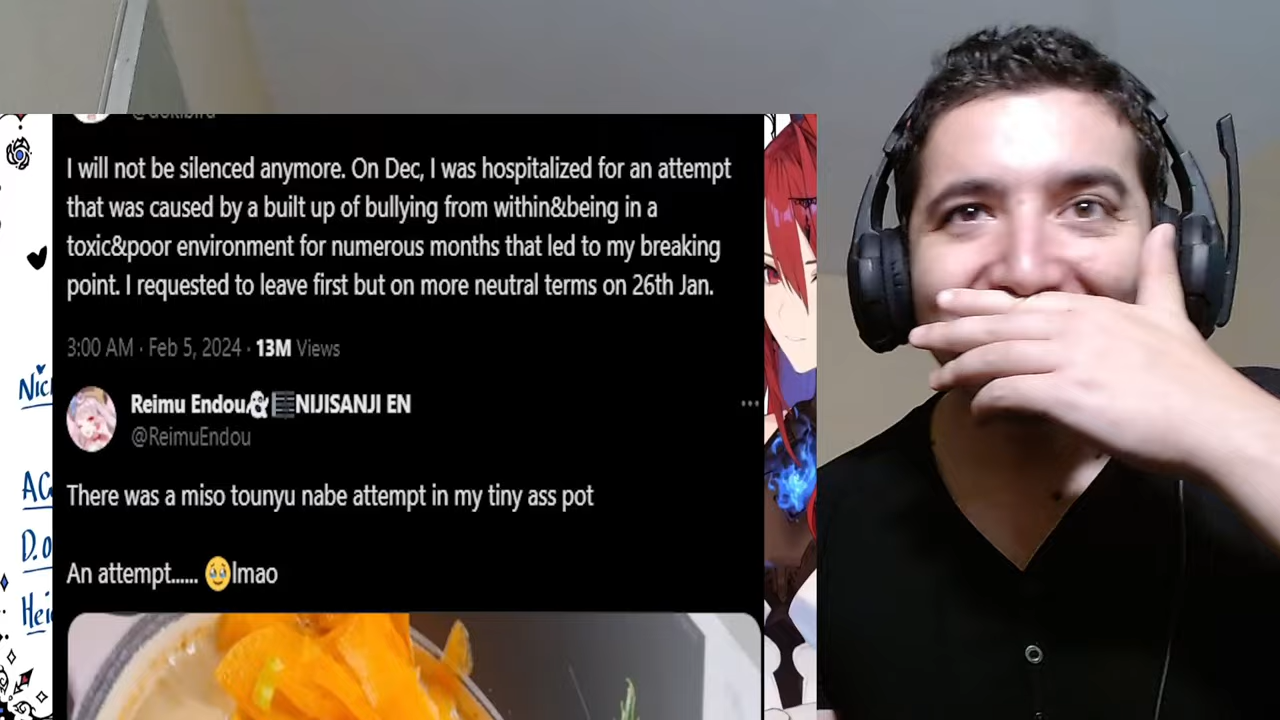 @dokibird
I will not be silenced anymore. On Dec, I was hospitalized for an attempt
that was caused by a built up of bullying from within&being in a
toxic&poor environment for numerous months that led to my breaking
point. I requested to leave first but on more neutral terms on 26th Jan.
3:00 AM · Feb 5, 2024 · 13M Views
Reimu Endou👻 NIJISANJI EN
@ReimuEndou
There was a miso tounyu nabe attempt in my tiny ass pot
An attempt...... 🥹lmao